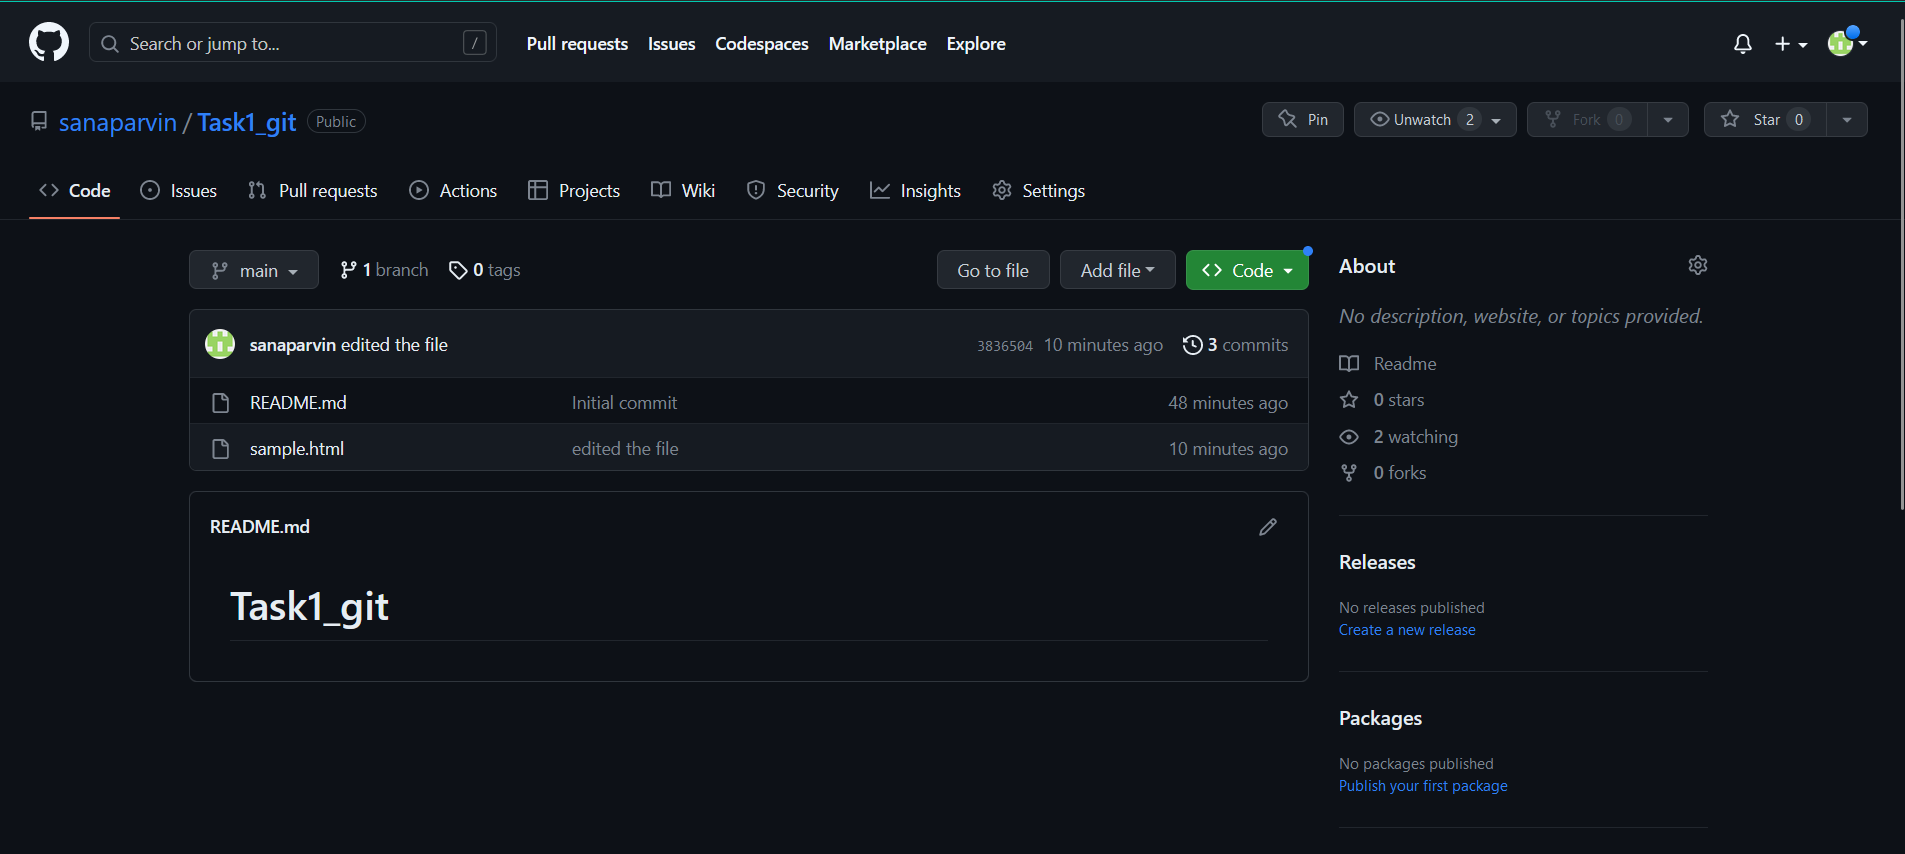 Search or jump to... / Pull requests Issues Codespaces Marketplace Explore
sanaparvin / Task1_git Public Pin Unwatch 2 Fork 0 Star 0
Code Issues Pull requests Actions Projects Wiki Security Insights Settings
main 1 branch 0 tags Go to file Add file Code
sanaparvin edited the file 3836504 10 minutes ago 3 commits
README.md Initial commit 48 minutes ago
sample.html edited the file 10 minutes ago
README.md
Task1_git
About
No description, website, or topics provided.
Readme
0 stars
2 watching
0 forks
Releases
No releases published
Create a new release
Packages
No packages published
Publish your first package